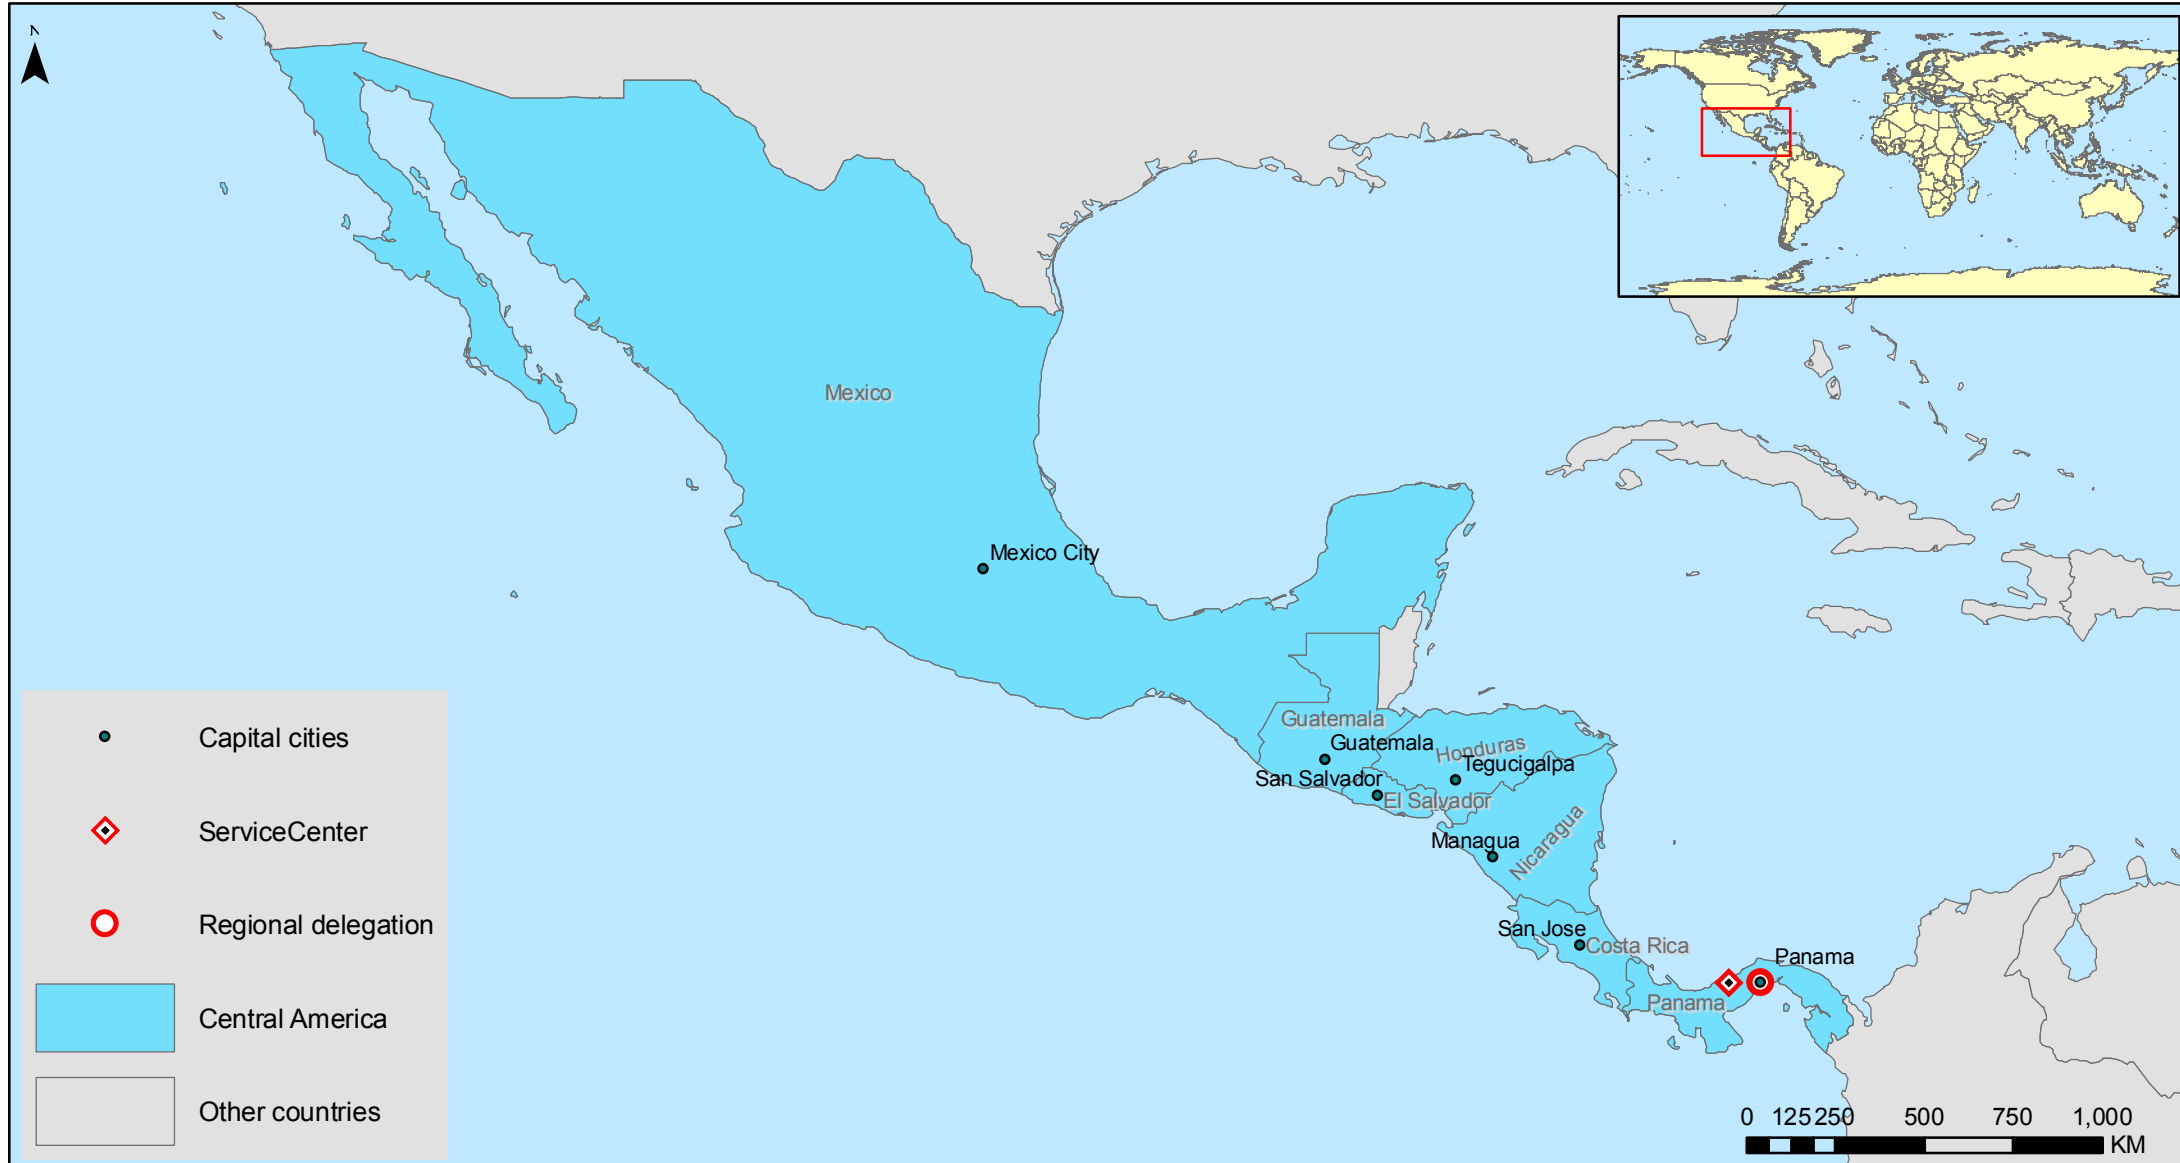 N
Mexico
Mexico City
Guatemala
Guatemala
Honduras
Tegucigalpa
San Salvador
El Salvador
Managua
Nicaragua
San Jose
Costa Rica
Panama
Panama
Capital cities
ServiceCenter
Regional delegation
Central America
Other countries
0 125 250 500 750 1,000
KM